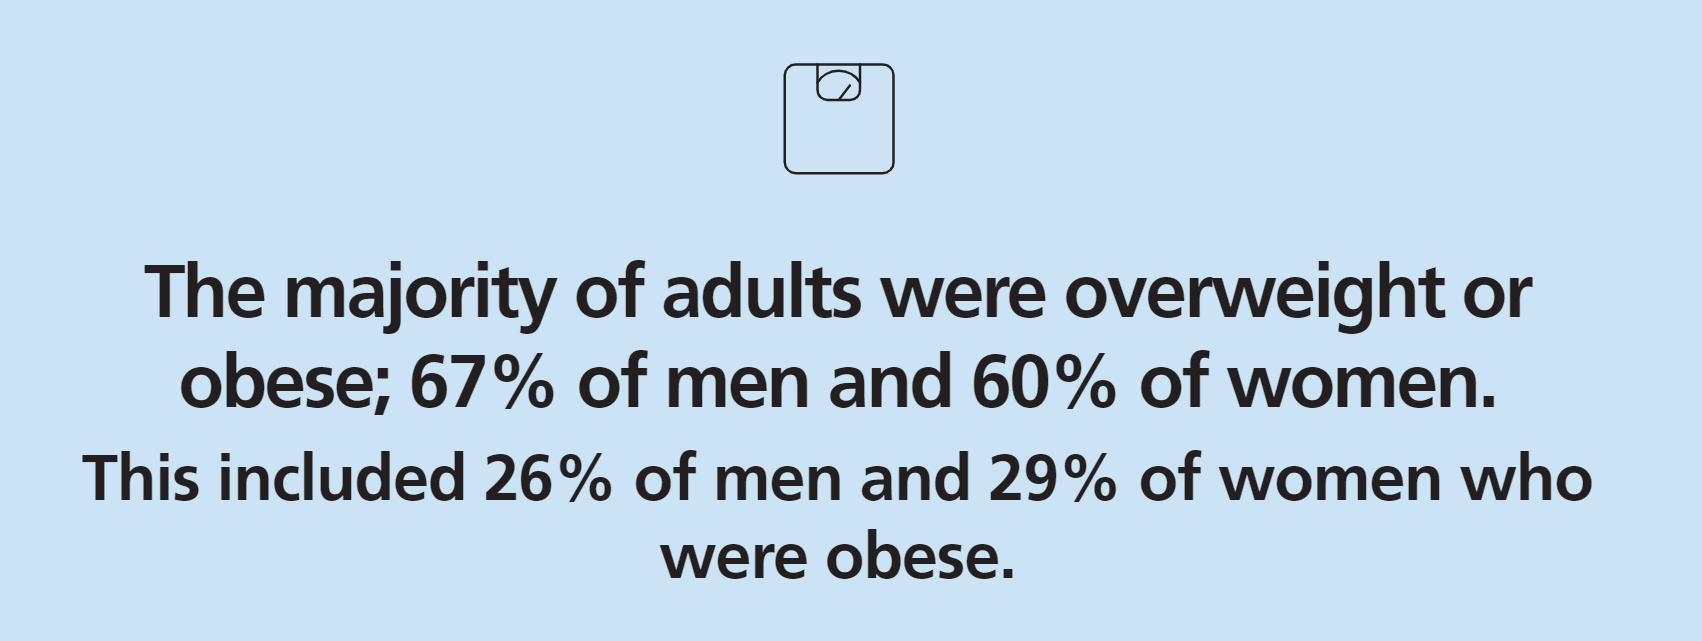 The majority of adults were overweight or
obese; 67% of men and 60% of women.
This included 26% of men and 29% of women who
were obese.